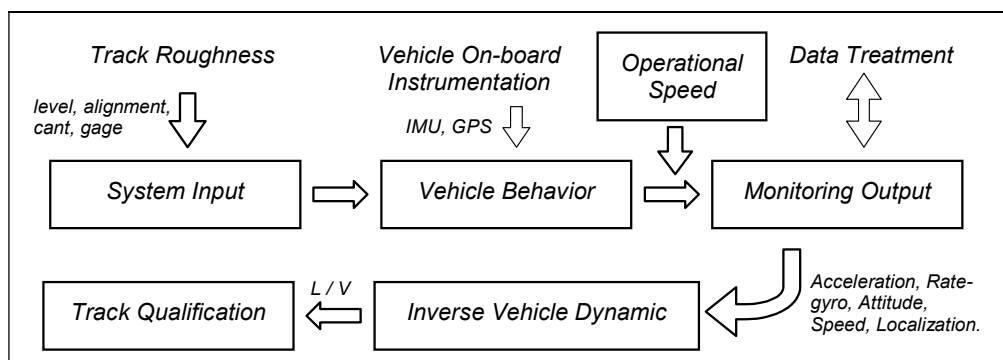 Track Roughness
level, alignment,
cant, gage
Vehicle On-board
Instrumentation
IMU, GPS
Operational
Speed
Data Treatment
System Input
Vehicle Behavior
Monitoring Output
Acceleration, Rate-
gyro, Attitude,
Speed, Localization.
Inverse Vehicle Dynamic
L / V
Track Qualification